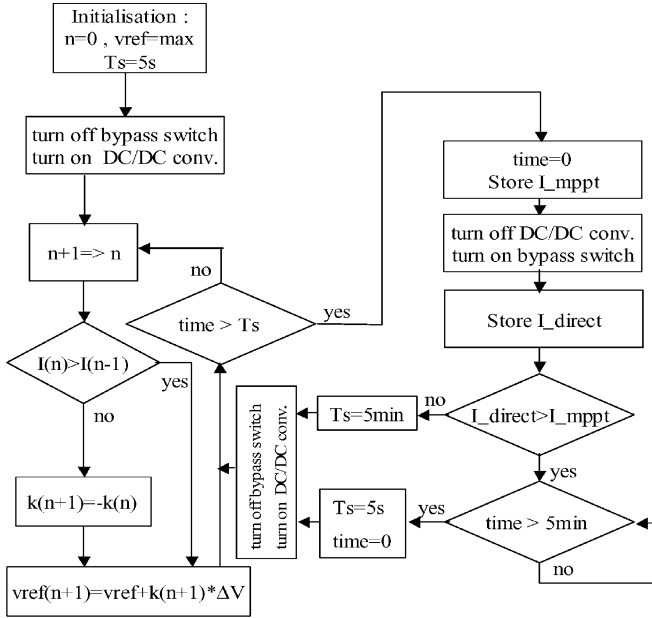 Initialisation :
n=0 , vref=max
Ts=5s
turn off bypass switch
turn on DC/DC conv.
n+1=> n
I(n)>I(n-1)
yes
no
k(n+1)=-k(n)
vref(n+1)=vref+k(n+1)*ΔV
no
time > Ts
yes
time=0
Store I_mppt
turn off DC/DC conv.
turn on bypass switch
Store I_direct
I_direct>I_mppt
no
Ts=5min
yes
time > 5min
yes
no
Ts=5s
time=0
turn off bypass switch
turn on DC/DC conv.